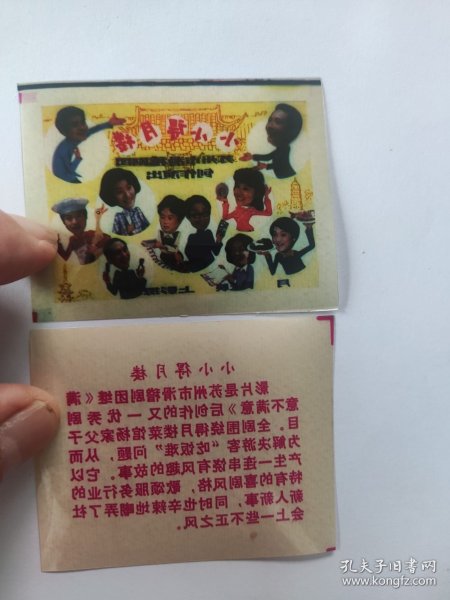 小小得月楼
小小得月楼
影片是苏州市滑稽剧团继《满
意不满意》后创作的又一优秀剧
目。全剧围绕得月楼菜馆杨家父子
为解决游客“吃饭难”问题，从而
产生一连串饶有风趣的故事。它以
特有的喜剧风格，歌颂服务行业的
新人新事，同时也辛辣地嘲弄了社
会上一些不正之风。
孔夫子旧书网
www.kongfz.com